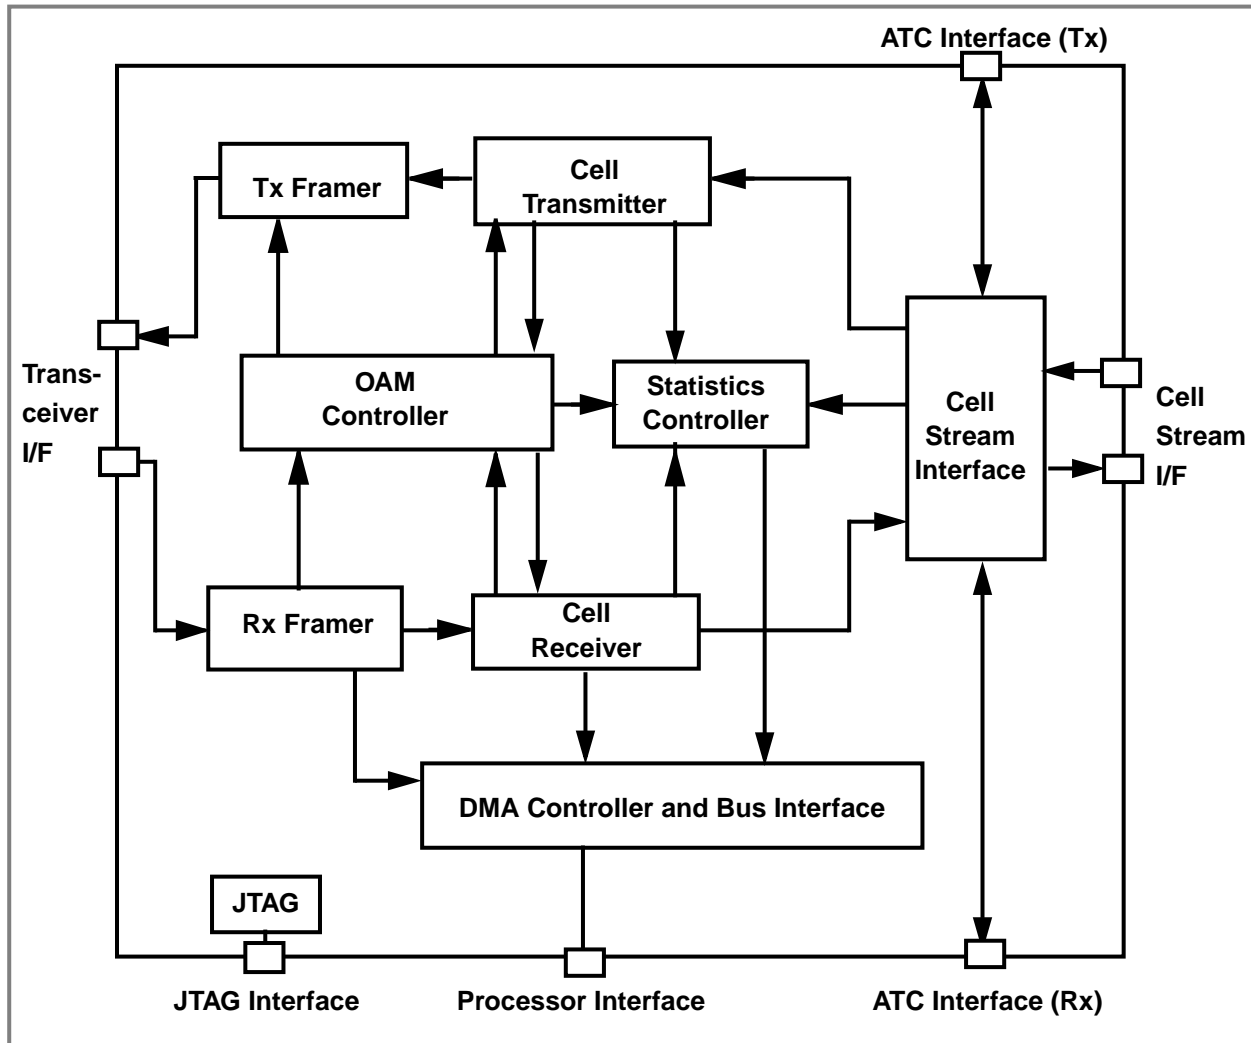 ATC Interface (Tx)
Tx Framer
Cell
Transmitter
Trans-
ceiver
I/F
OAM
Controller
Statistics
Controller
Cell
Stream
Interface
Cell
Stream
I/F
Rx Framer
Cell
Receiver
DMA Controller and Bus Interface
JTAG
JTAG Interface
Processor Interface
ATC Interface (Rx)